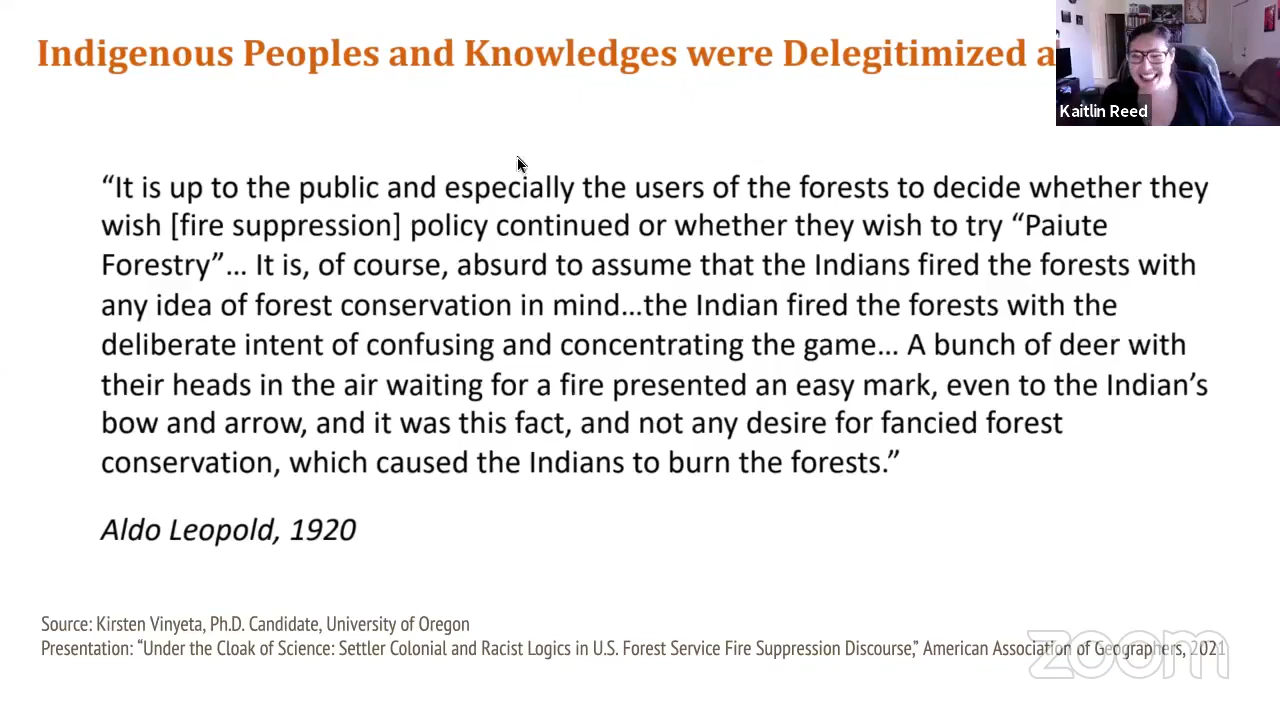 Indigenous Peoples and Knowledges were Delegitimized a
Kaitlin Reed
“It is up to the public and especially the users of the forests to decide whether they
wish [fire suppression] policy continued or whether they wish to try “Paiute
Forestry”… It is, of course, absurd to assume that the Indians fired the forests with
any idea of forest conservation in mind…the Indian fired the forests with the
deliberate intent of confusing and concentrating the game… A bunch of deer with
their heads in the air waiting for a fire presented an easy mark, even to the Indian’s
bow and arrow, and it was this fact, and not any desire for fancied forest
conservation, which caused the Indians to burn the forests.”
Aldo Leopold, 1920
Source: Kirsten Vinyeta, Ph.D. Candidate, University of Oregon
Presentation: “Under the Cloak of Science: Settler Colonial and Racist Logics in U.S. Forest Service Fire Suppression Discourse,” American Association of Geographers, 2021
zoom